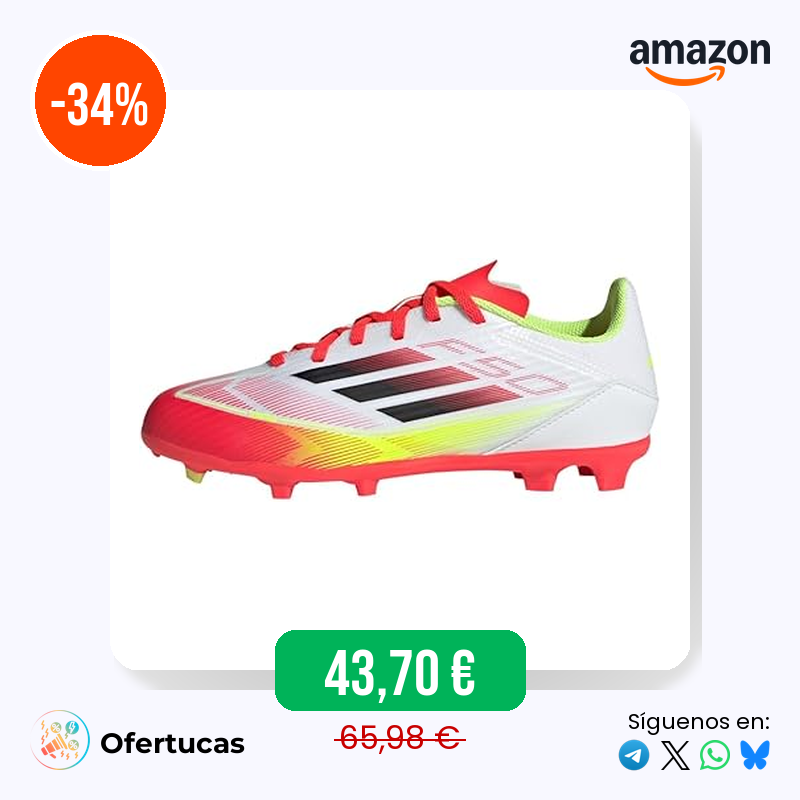 -34%
amazon
F50
43,70 €
65,98 €
Ofertucas
Síguenos en: